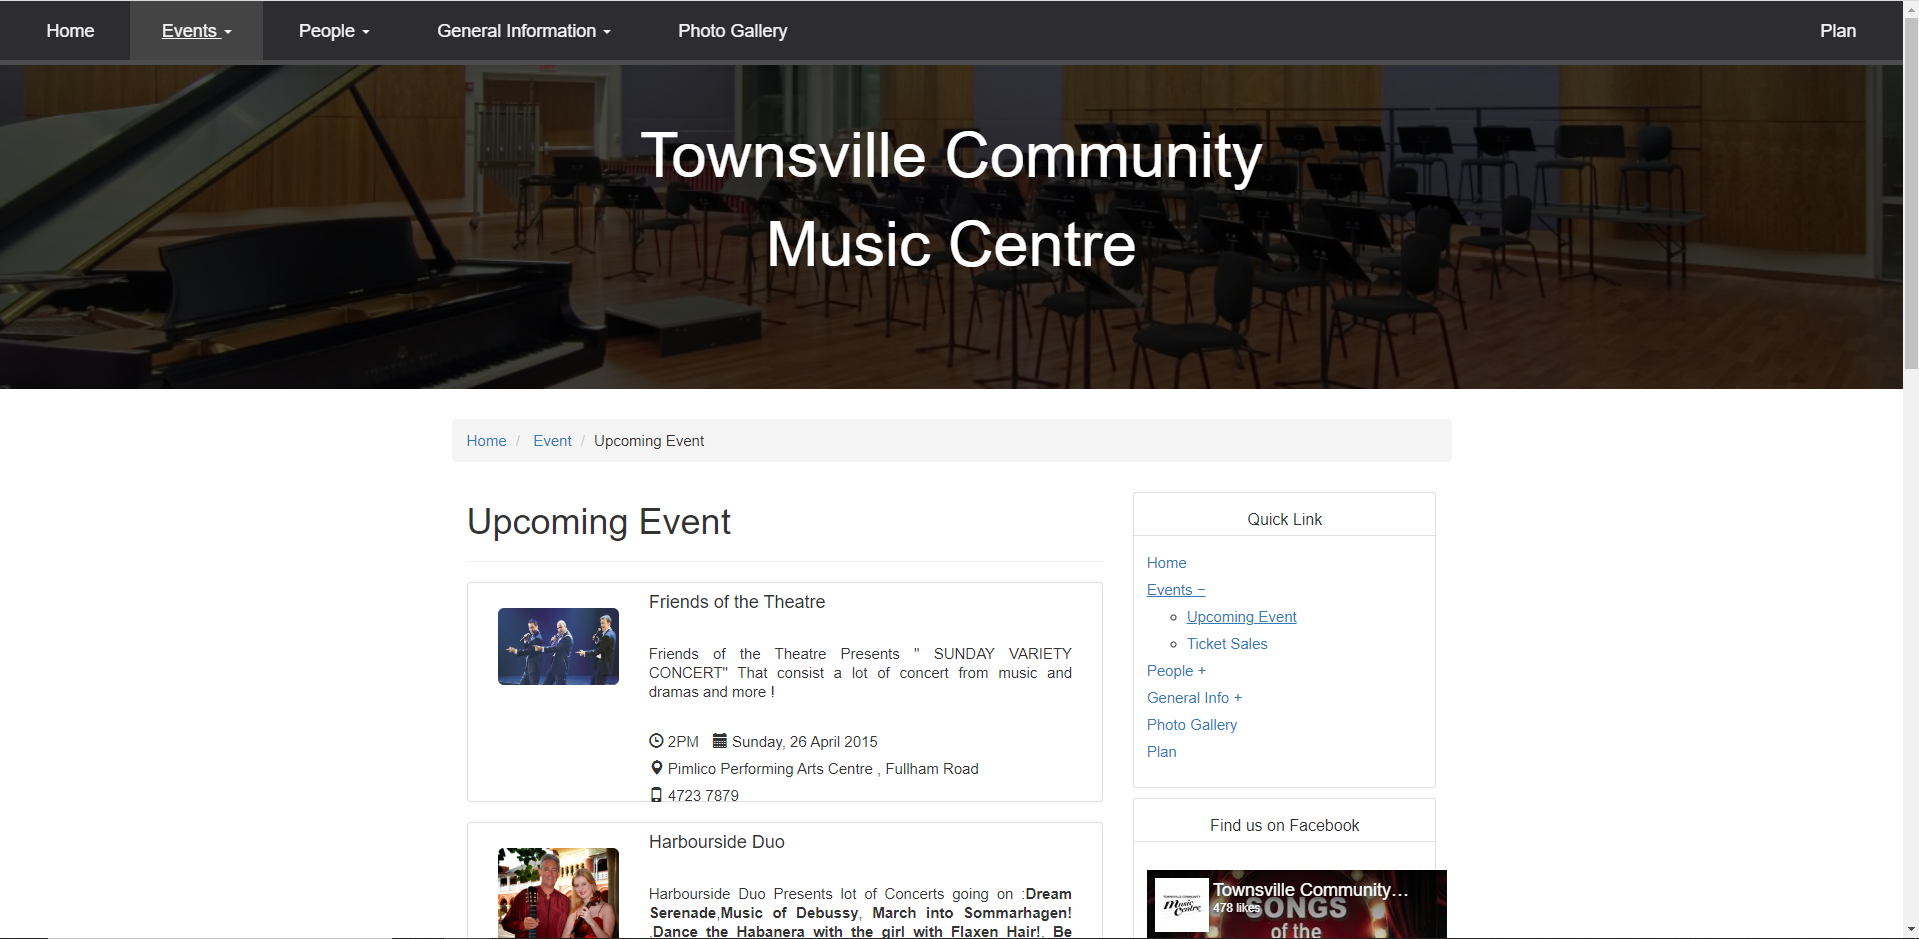 Home Events People General Information Photo Gallery Plan
Townsville Community
Music Centre
Home / Event / Upcoming Event
Upcoming Event
Friends of the Theatre
Friends of the Theatre Presents " SUNDAY VARIETY
CONCERT" That consist a lot of concert from music and
dramas and more !
2PM Sunday, 26 April 2015
Pimlico Performing Arts Centre , Fullham Road
4723 7879
Harbourside Duo
Harbourside Duo Presents lot of Concerts going on :Dream
Serenade,Music of Debussy, March into Sommarhagen!
,Dance the Habanera with the girl with Flaxen Hair!, Be
Quick Link
Home
Events −
Upcoming Event
Ticket Sales
People +
General Info +
Photo Gallery
Plan
Find us on Facebook
TOWNSVILLE COMMUNITY
Music Centre
Townsville Community...
478 likes
SONGS
of the